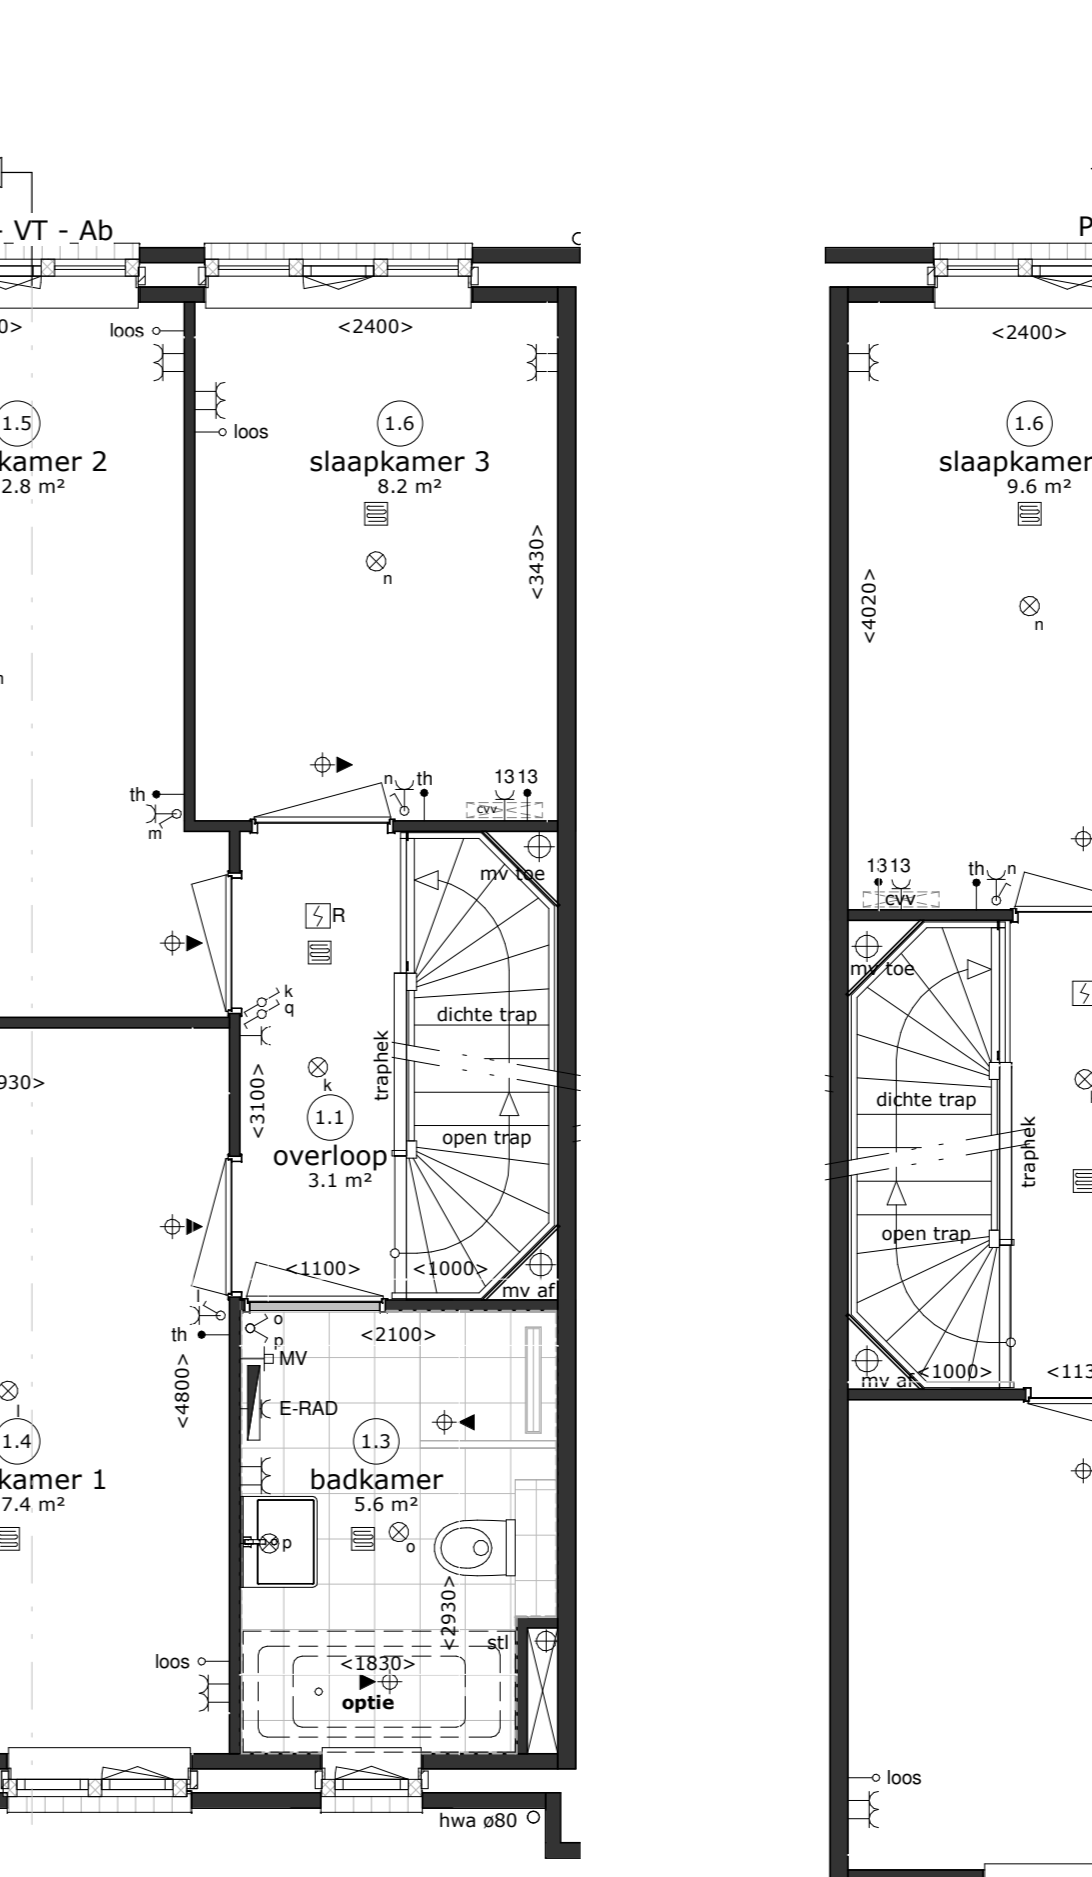 - VT - Ab
loos
<2400>
1.5
kamer 2
2.8 m²
loos
1.6
slaapkamer 3
8.2 m²
n
<3430>
th
m
n
th
13 13
cvv
mv toe
R
k
q
dichte trap
traphek
k
<3100>
1.1
open trap
overloop
3.1 m²
930>
<1100>
<1000>
mv af
l
th
o
p
<2100>
MV
<4800>
E-RAD
l
1.4
kamer 1
7.4 m²
1.3
badkamer
5.6 m²
p
o
<2930>
stl
loos
<1830>
optie
hwa ø80
P
<2400>
1.6
slaapkamer
9.6 m²
n
<4020>
13 13
th
n
cvv
mv toe
dichte trap
traphek
open trap
mv af
<1000>
<113
loos